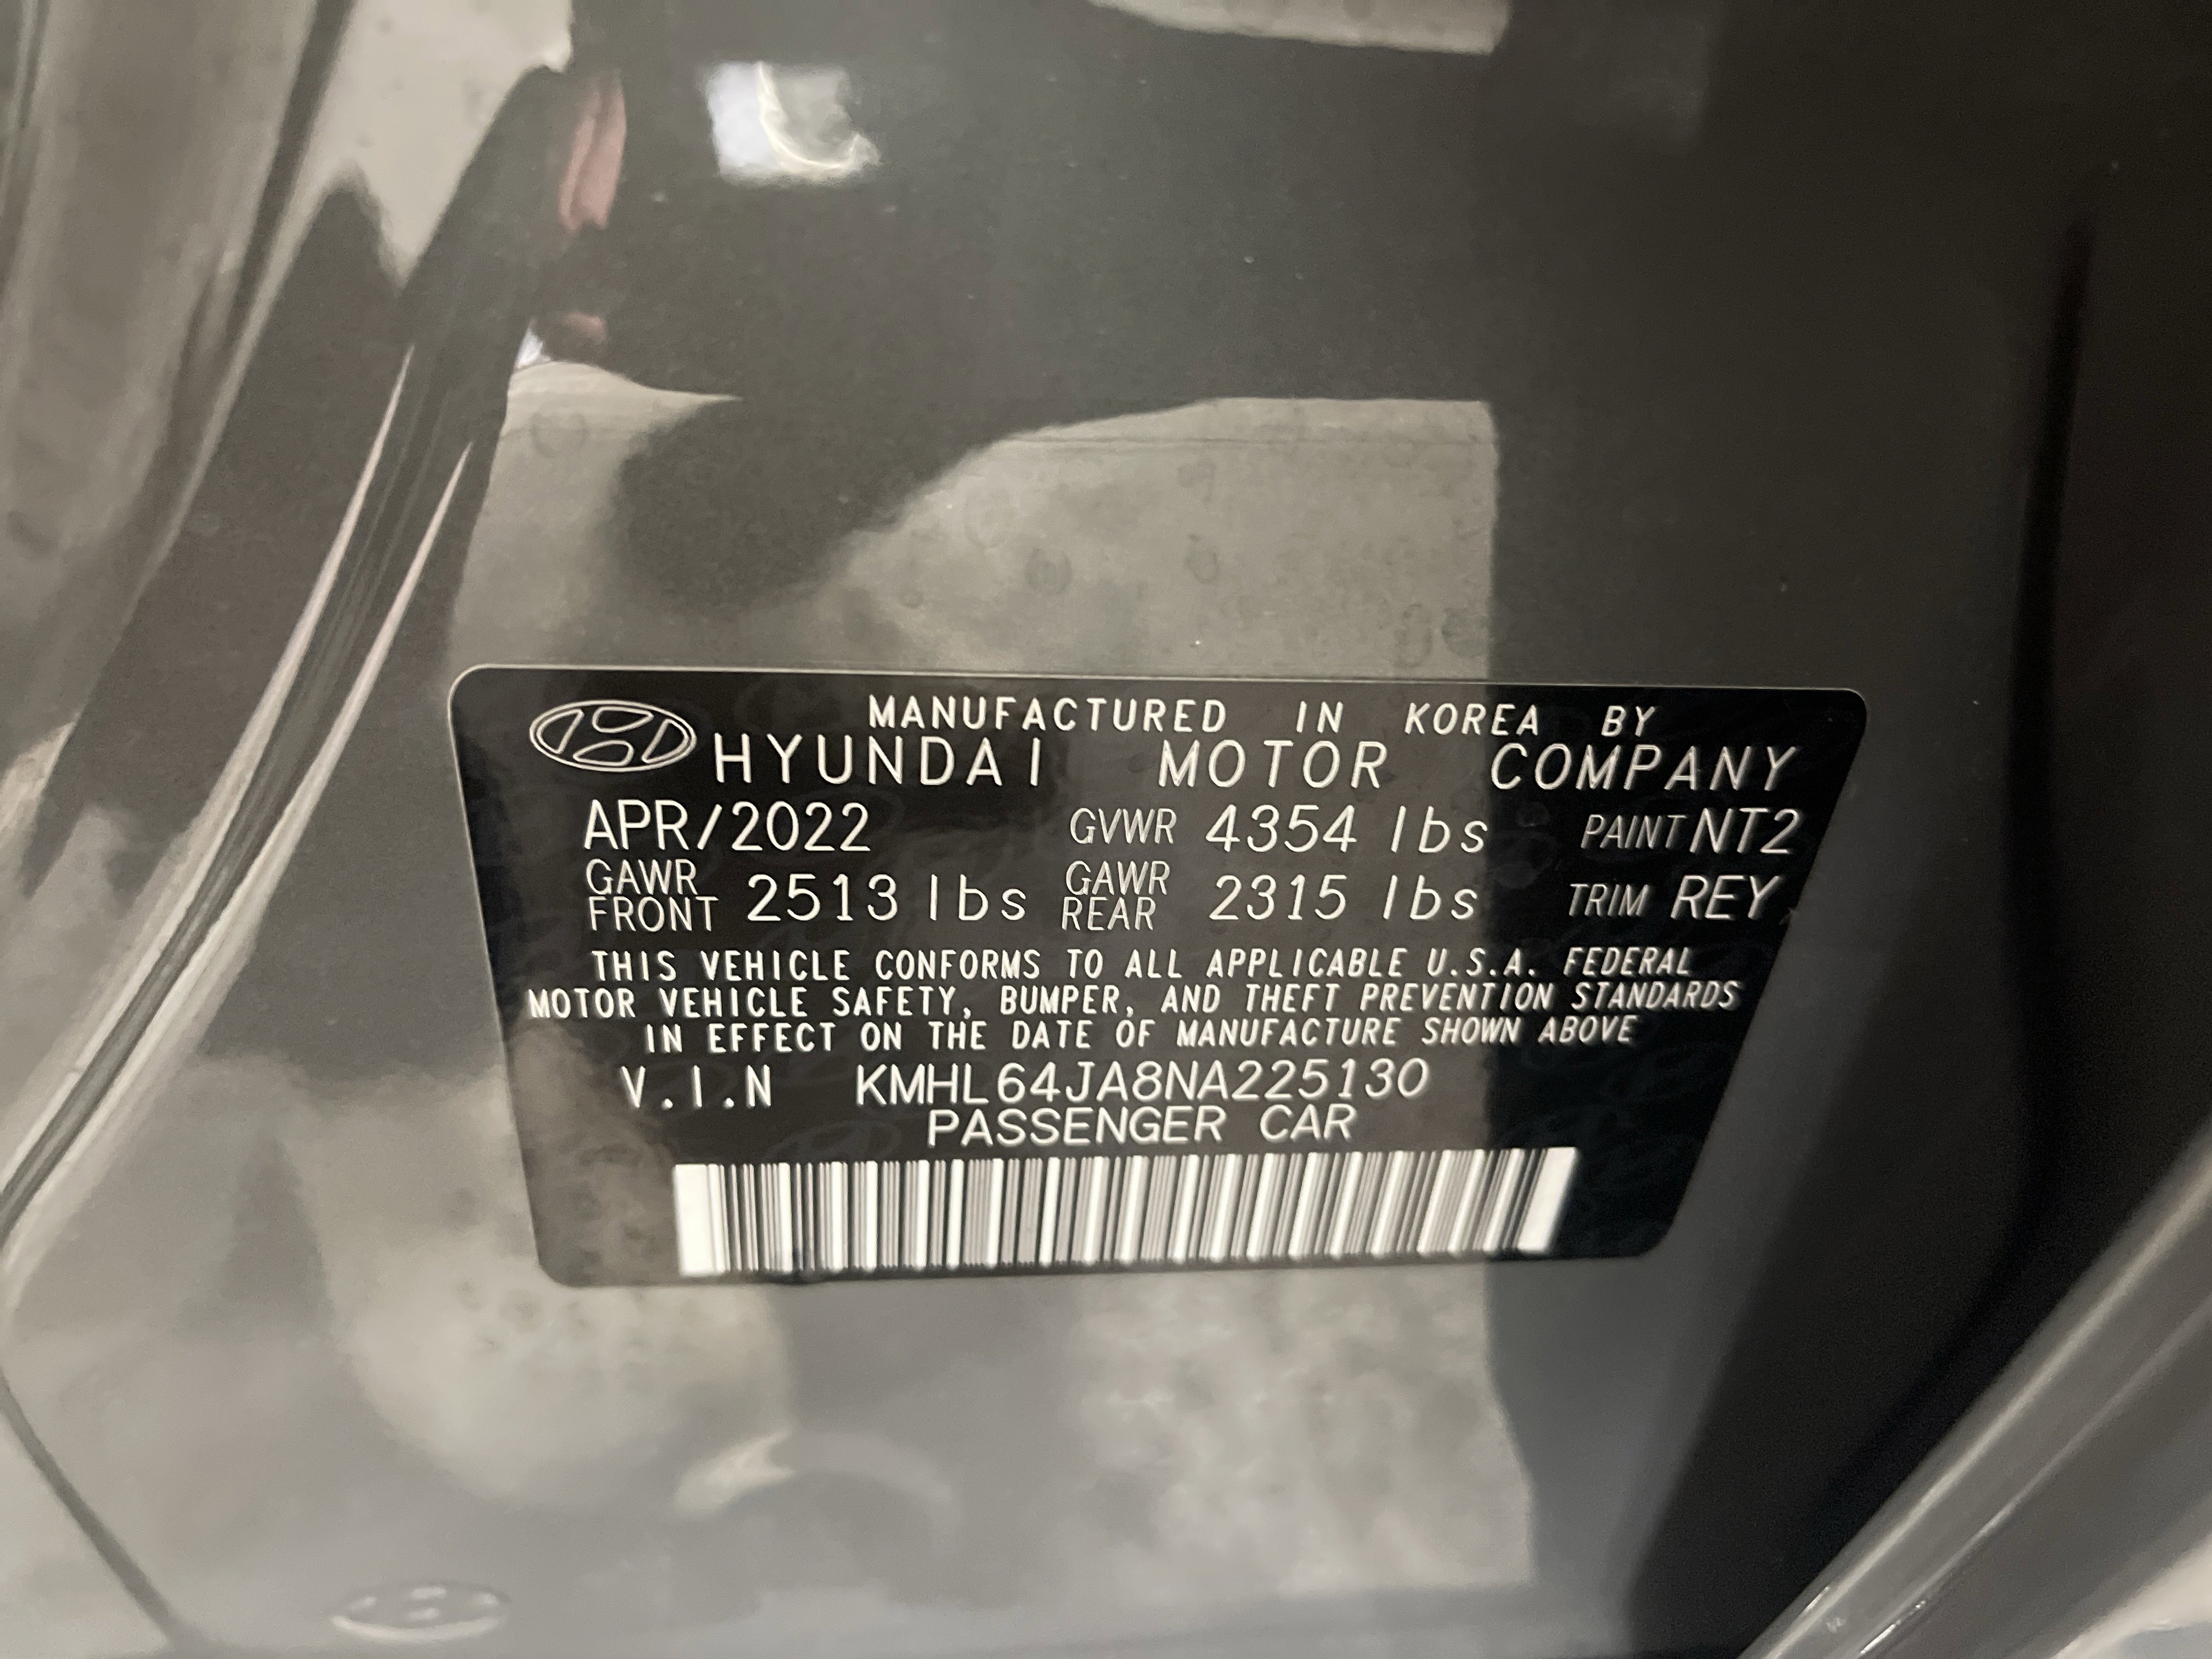 MANUFACTURED IN KOREA BY
HYUNDAI MOTOR COMPANY
APR/2022 GVWR 4354 lbs PAINT NT2
GAWR FRONT 2513 lbs GAWR REAR 2315 lbs TRIM REY
THIS VEHICLE CONFORMS TO ALL APPLICABLE U.S.A. FEDERAL
MOTOR VEHICLE SAFETY, BUMPER, AND THEFT PREVENTION STANDARDS
IN EFFECT ON THE DATE OF MANUFACTURE SHOWN ABOVE
V.I.N KMHL64JA8NA225130
PASSENGER CAR